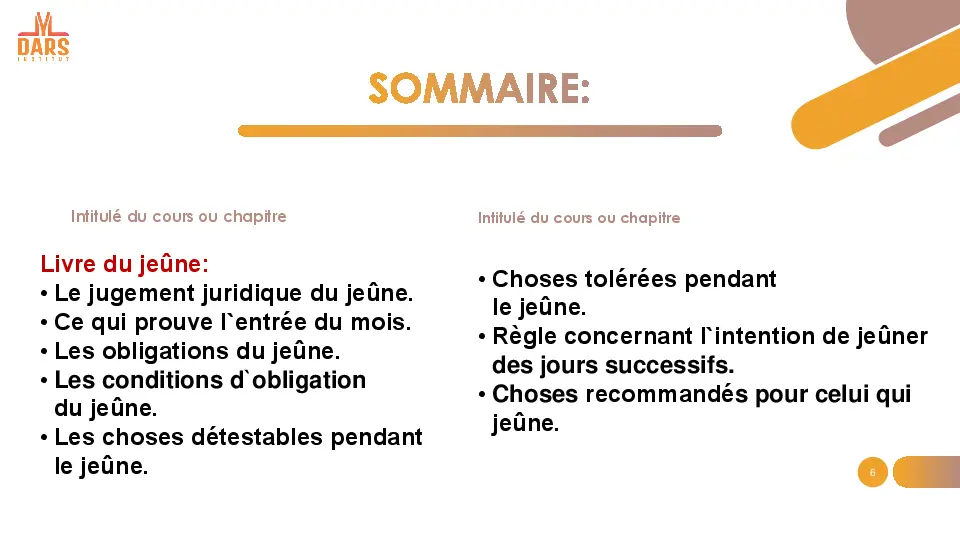 DARS
INSTITUT
SOMMAIRE:
Intitulé du cours ou chapitre
Livre du jeûne:
• Le jugement juridique du jeûne.
• Ce qui prouve l`entrée du mois.
• Les obligations du jeûne.
• Les conditions d`obligation
du jeûne.
• Les choses détestables pendant
le jeûne.
Intitulé du cours ou chapitre
• Choses tolérées pendant
le jeûne.
• Règle concernant l`intention de jeûner
des jours successifs.
• Choses recommandés pour celui qui
jeûne.
6